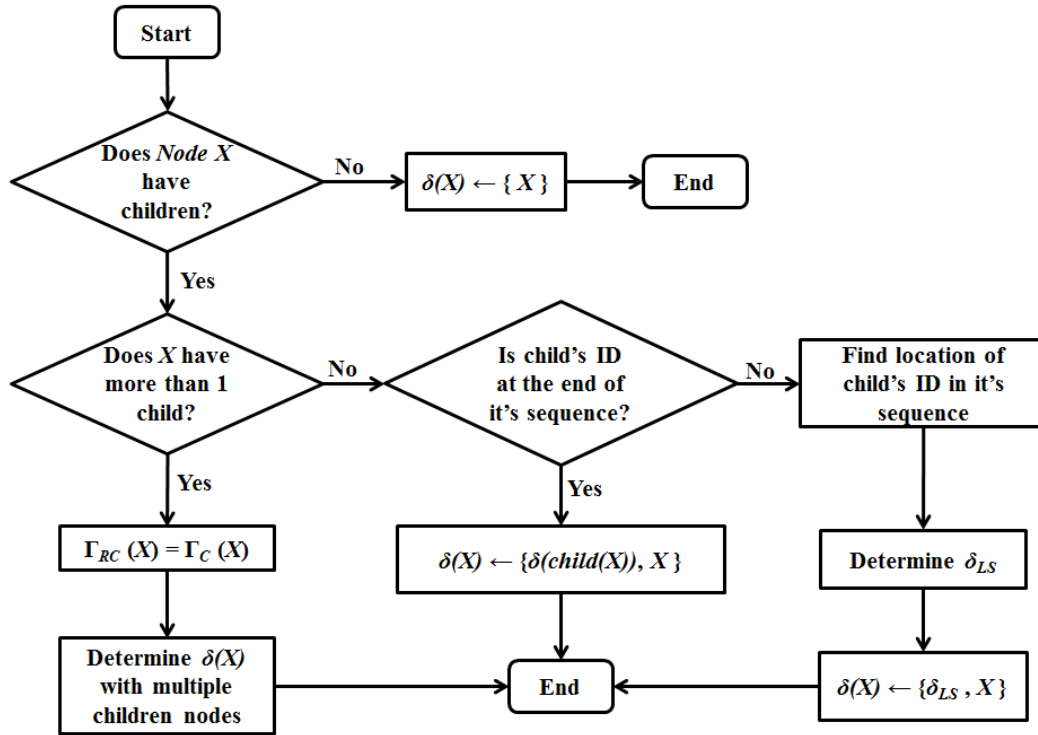 Start
Does Node X
have
children?
No
δ(X) ← { X }
End
Yes
Does X have
more than 1
child?
No
Is child's ID
at the end of
it's sequence?
No
Find location of
child's ID in it's
sequence
Yes
Yes
Γ_RC (X) = Γ_C (X)
δ(X) ← {δ(child(X)), X }
Determine δ_LS
Determine δ(X)
with multiple
children nodes
End
δ(X) ← {δ_LS , X }